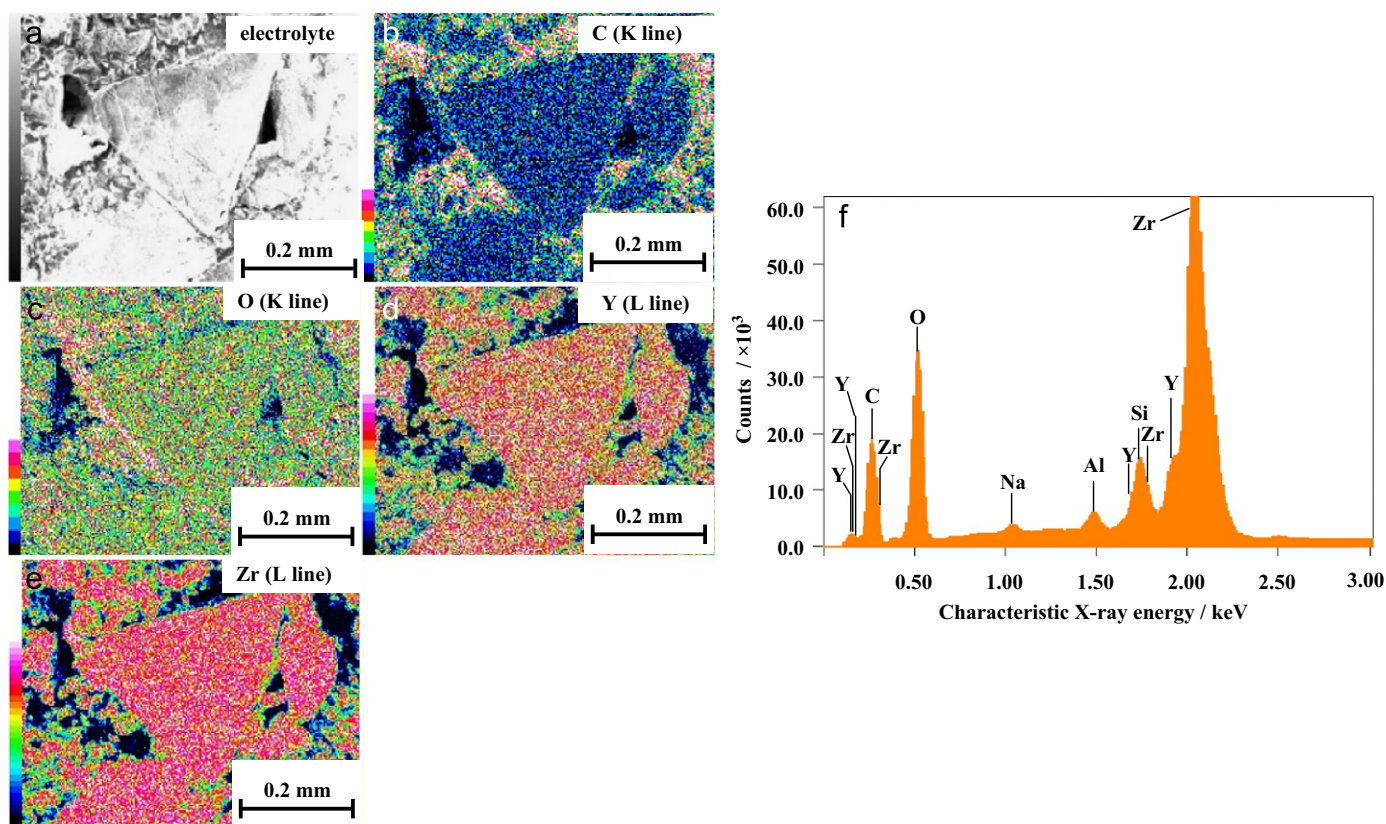 a
electrolyte
0.2 mm
b
C (K line)
0.2 mm
c
O (K line)
0.2 mm
d
Y (L line)
0.2 mm
e
Zr (L line)
0.2 mm
f
Counts / ×10³
60.0
50.0
40.0
30.0
20.0
10.0
0.0
Y
Zr
Y
C
Zr
O
Na
Al
Y
Si
Zr
Y
Zr
0.50
1.00
1.50
2.00
2.50
3.00
Characteristic X-ray energy / keV